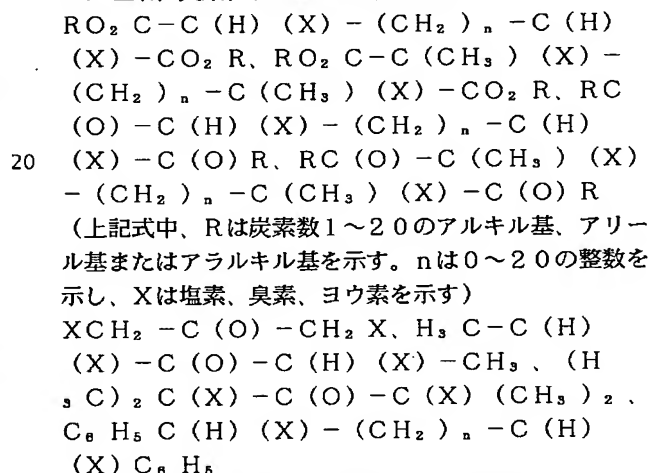 RO₂ C－C（H）（X）－（CH₂）ₙ －C（H）
（X）－CO₂ R、RO₂ C－C（CH₃ ）（X）－
（CH₂ ）ₙ －C（CH₃ ）（X）－CO₂ R、RC
（O）－C（H）（X）－（CH₂ ）ₙ －C（H）
20 （X）－C（O）R、RC（O）－C（CH₃ ）（X）
－（CH₂ ）ₙ －C（CH₃ ）（X）－C（O）R
（上記式中、Rは炭素数1～20のアルキル基、アリー
ル基またはアラルキル基を示す。nは0～20の整数を
示し、Xは塩素、臭素、ヨウ素を示す）
XCH₂ －C（O）－CH₂ X、H₃ C－C（H）
（X）－C（O）－C（H）（X）－CH₃ 、（H
₃ C）₂ C（X）－C（O）－C（X）（CH₃ ）₂ 、
C₆ H₅ C（H）（X）－（CH₂ ）ₙ －C（H）
（X）C₆ H₅